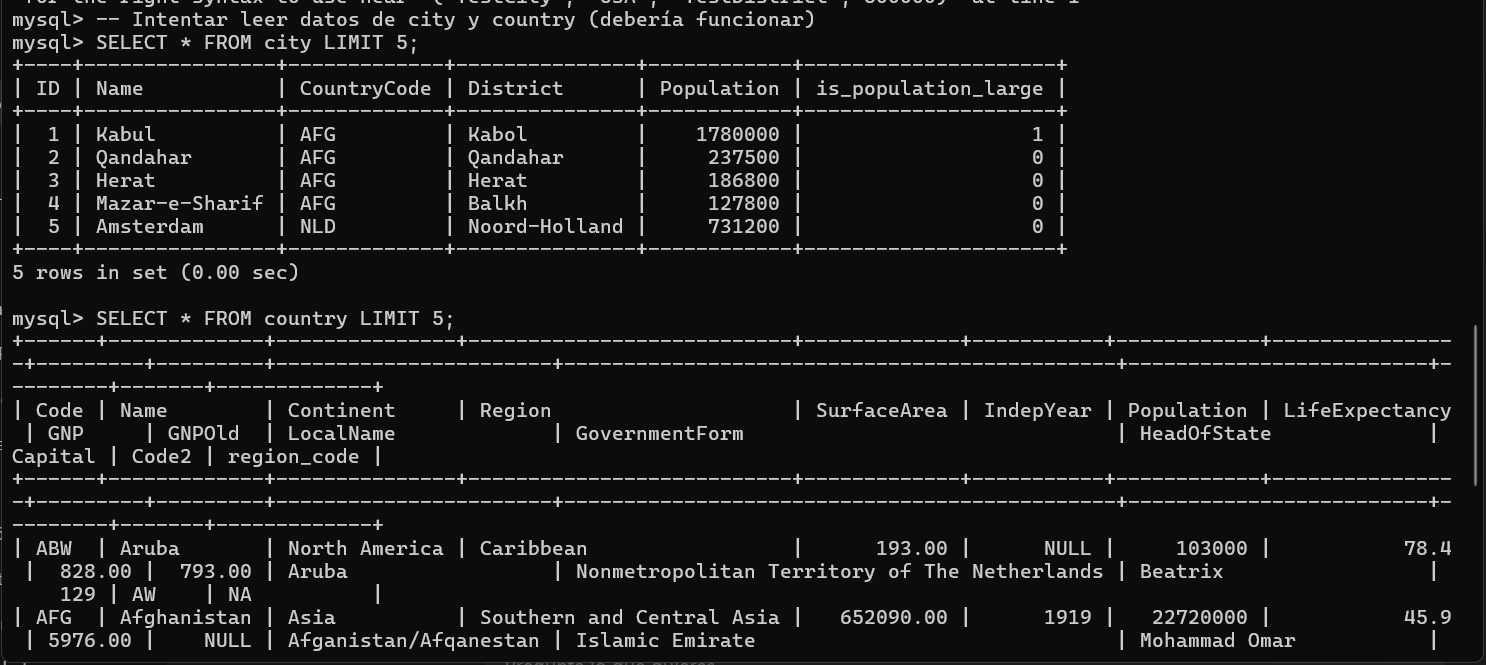 mysql> -- Intentar leer datos de city y country (debería funcionar)
mysql> SELECT * FROM city LIMIT 5;
+----+----------------+-------------+---------------+------------+---------------------+
| ID | Name           | CountryCode | District      | Population | is_population_large |
+----+----------------+-------------+---------------+------------+---------------------+
|  1 | Kabul          | AFG         | Kabol         |    1780000 |                   1 |
|  2 | Qandahar       | AFG         | Qandahar      |     237500 |                   0 |
|  3 | Herat          | AFG         | Herat         |     186800 |                   0 |
|  4 | Mazar-e-Sharif | AFG         | Balkh         |     127800 |                   0 |
|  5 | Amsterdam      | NLD         | Noord-Holland |     731200 |                   0 |
+----+----------------+-------------+---------------+------------+---------------------+
5 rows in set (0.00 sec)
mysql> SELECT * FROM country LIMIT 5;
+------+-------------+---------------+---------------------------+-------------+-----------+------------+---------------
-+---------+---------+-----------------------+----------------------------------------------+--------------------------+-
--------+-------+-------------+
| Code | Name        | Continent     | Region                    | SurfaceArea | IndepYear | Population | LifeExpectancy
 | GNP     | GNPOld  | LocalName             | GovernmentForm                               | HeadOfState             |
Capital | Code2 | region_code |
+------+-------------+---------------+---------------------------+-------------+-----------+------------+---------------
-+---------+---------+-----------------------+----------------------------------------------+--------------------------+-
--------+-------+-------------+
| ABW  | Aruba       | North America | Caribbean                 |      193.00 |      NULL |     103000 |           78.4
 |  828.00 |  793.00 | Aruba                 | Nonmetropolitan Territory of The Netherlands | Beatrix                 |
    129 | AW    | NA          |
| AFG  | Afghanistan | Asia          | Southern and Central Asia |   652090.00 |      1919 |   22720000 |           45.9
 | 5976.00 |    NULL | Afganistan/Afqanestan | Islamic Emirate                              | Mohammad Omar           |